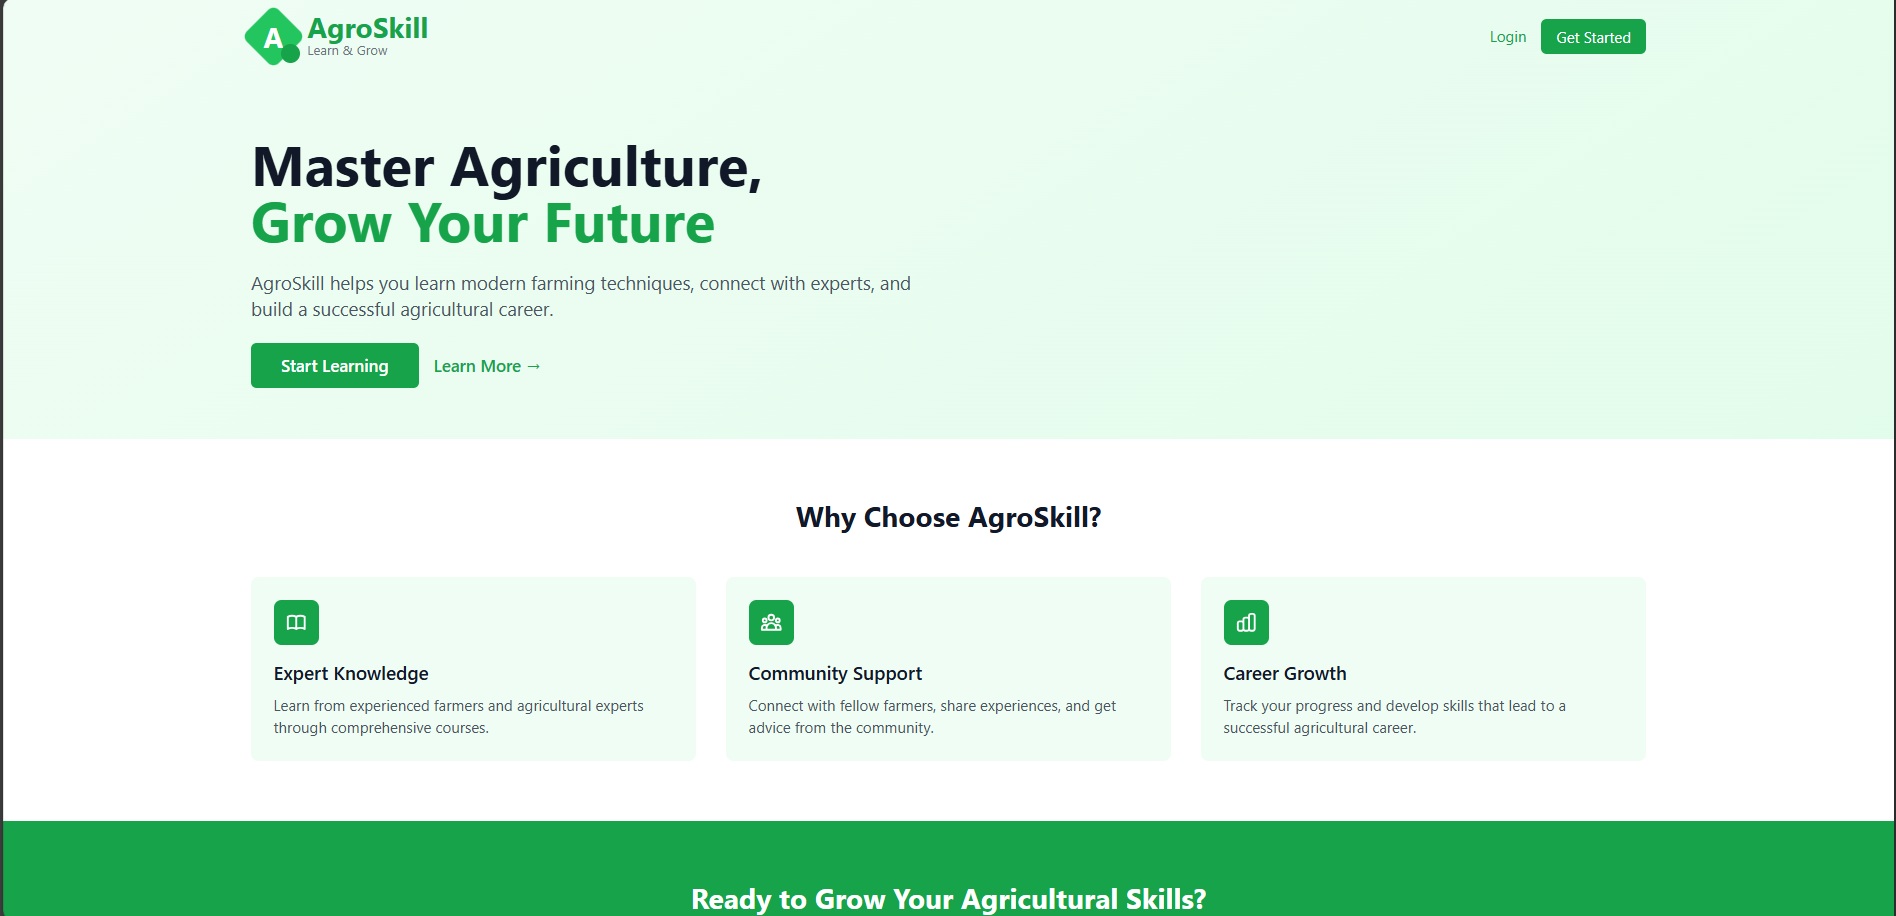 A
AgroSkill
Learn & Grow
Login
Get Started
Master Agriculture,
Grow Your Future
AgroSkill helps you learn modern farming techniques, connect with experts, and
build a successful agricultural career.
Start Learning
Learn More →
Why Choose AgroSkill?
Expert Knowledge
Learn from experienced farmers and agricultural experts
through comprehensive courses.
Community Support
Connect with fellow farmers, share experiences, and get
advice from the community.
Career Growth
Track your progress and develop skills that lead to a
successful agricultural career.
Ready to Grow Your Agricultural Skills?